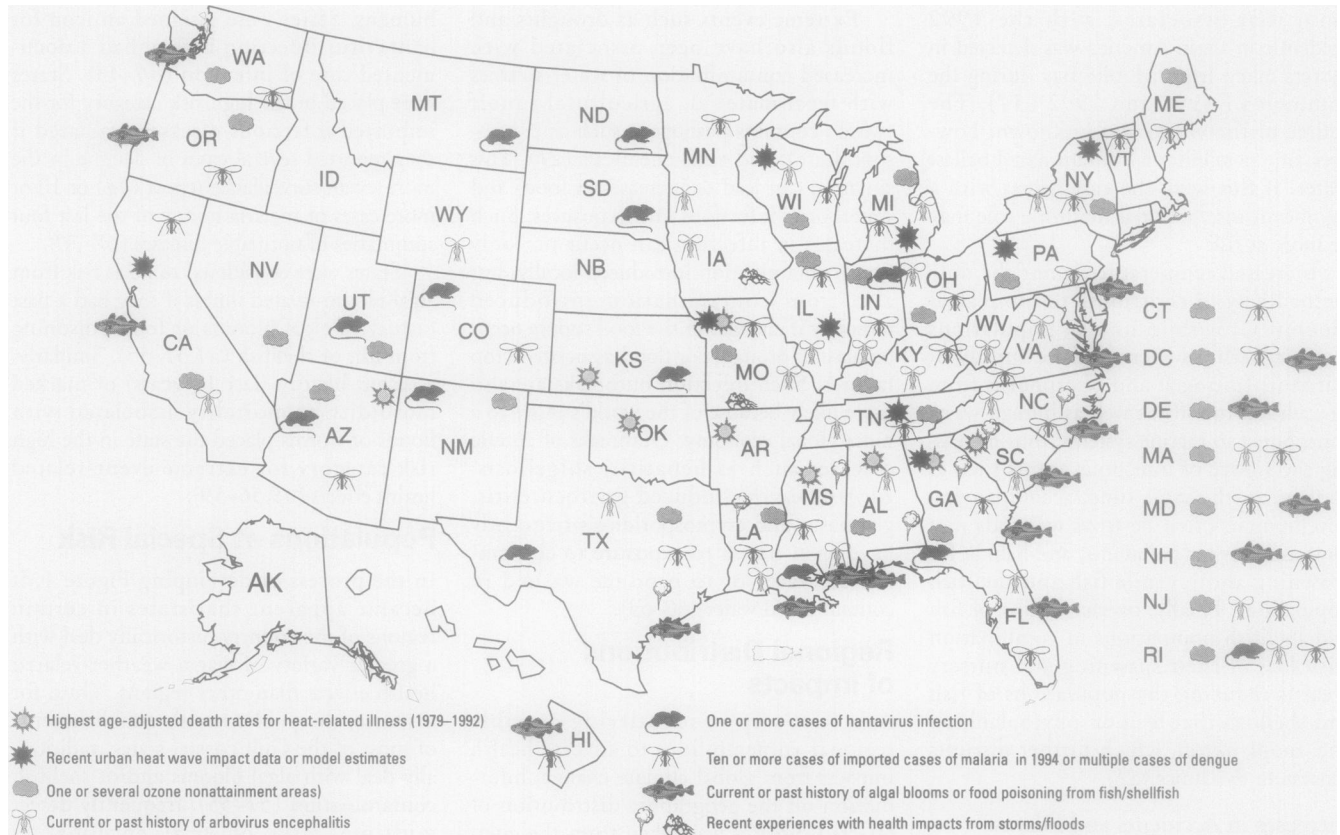 WA
MT
ND
MN
ME
OR
ID
SD
WI
MI
NY
VT
WY
IA
NB
PA
NV
UT
CO
IL
IN
OH
WV
VA
CA
KS
MO
KY
NC
AZ
NM
OK
AR
TN
SC
MS
AL
GA
TX
LA
FL
AK
HI
CT
DC
DE
MA
MD
NH
NJ
RI
Highest age-adjusted death rates for heat-related illness (1979–1992)
Recent urban heat wave impact data or model estimates
One or several ozone nonattainment areas)
Current or past history of arbovirus encephalitis
One or more cases of hantavirus infection
Ten or more cases of imported cases of malaria in 1994 or multiple cases of dengue
Current or past history of algal blooms or food poisoning from fish/shellfish
Recent experiences with health impacts from storms/floods